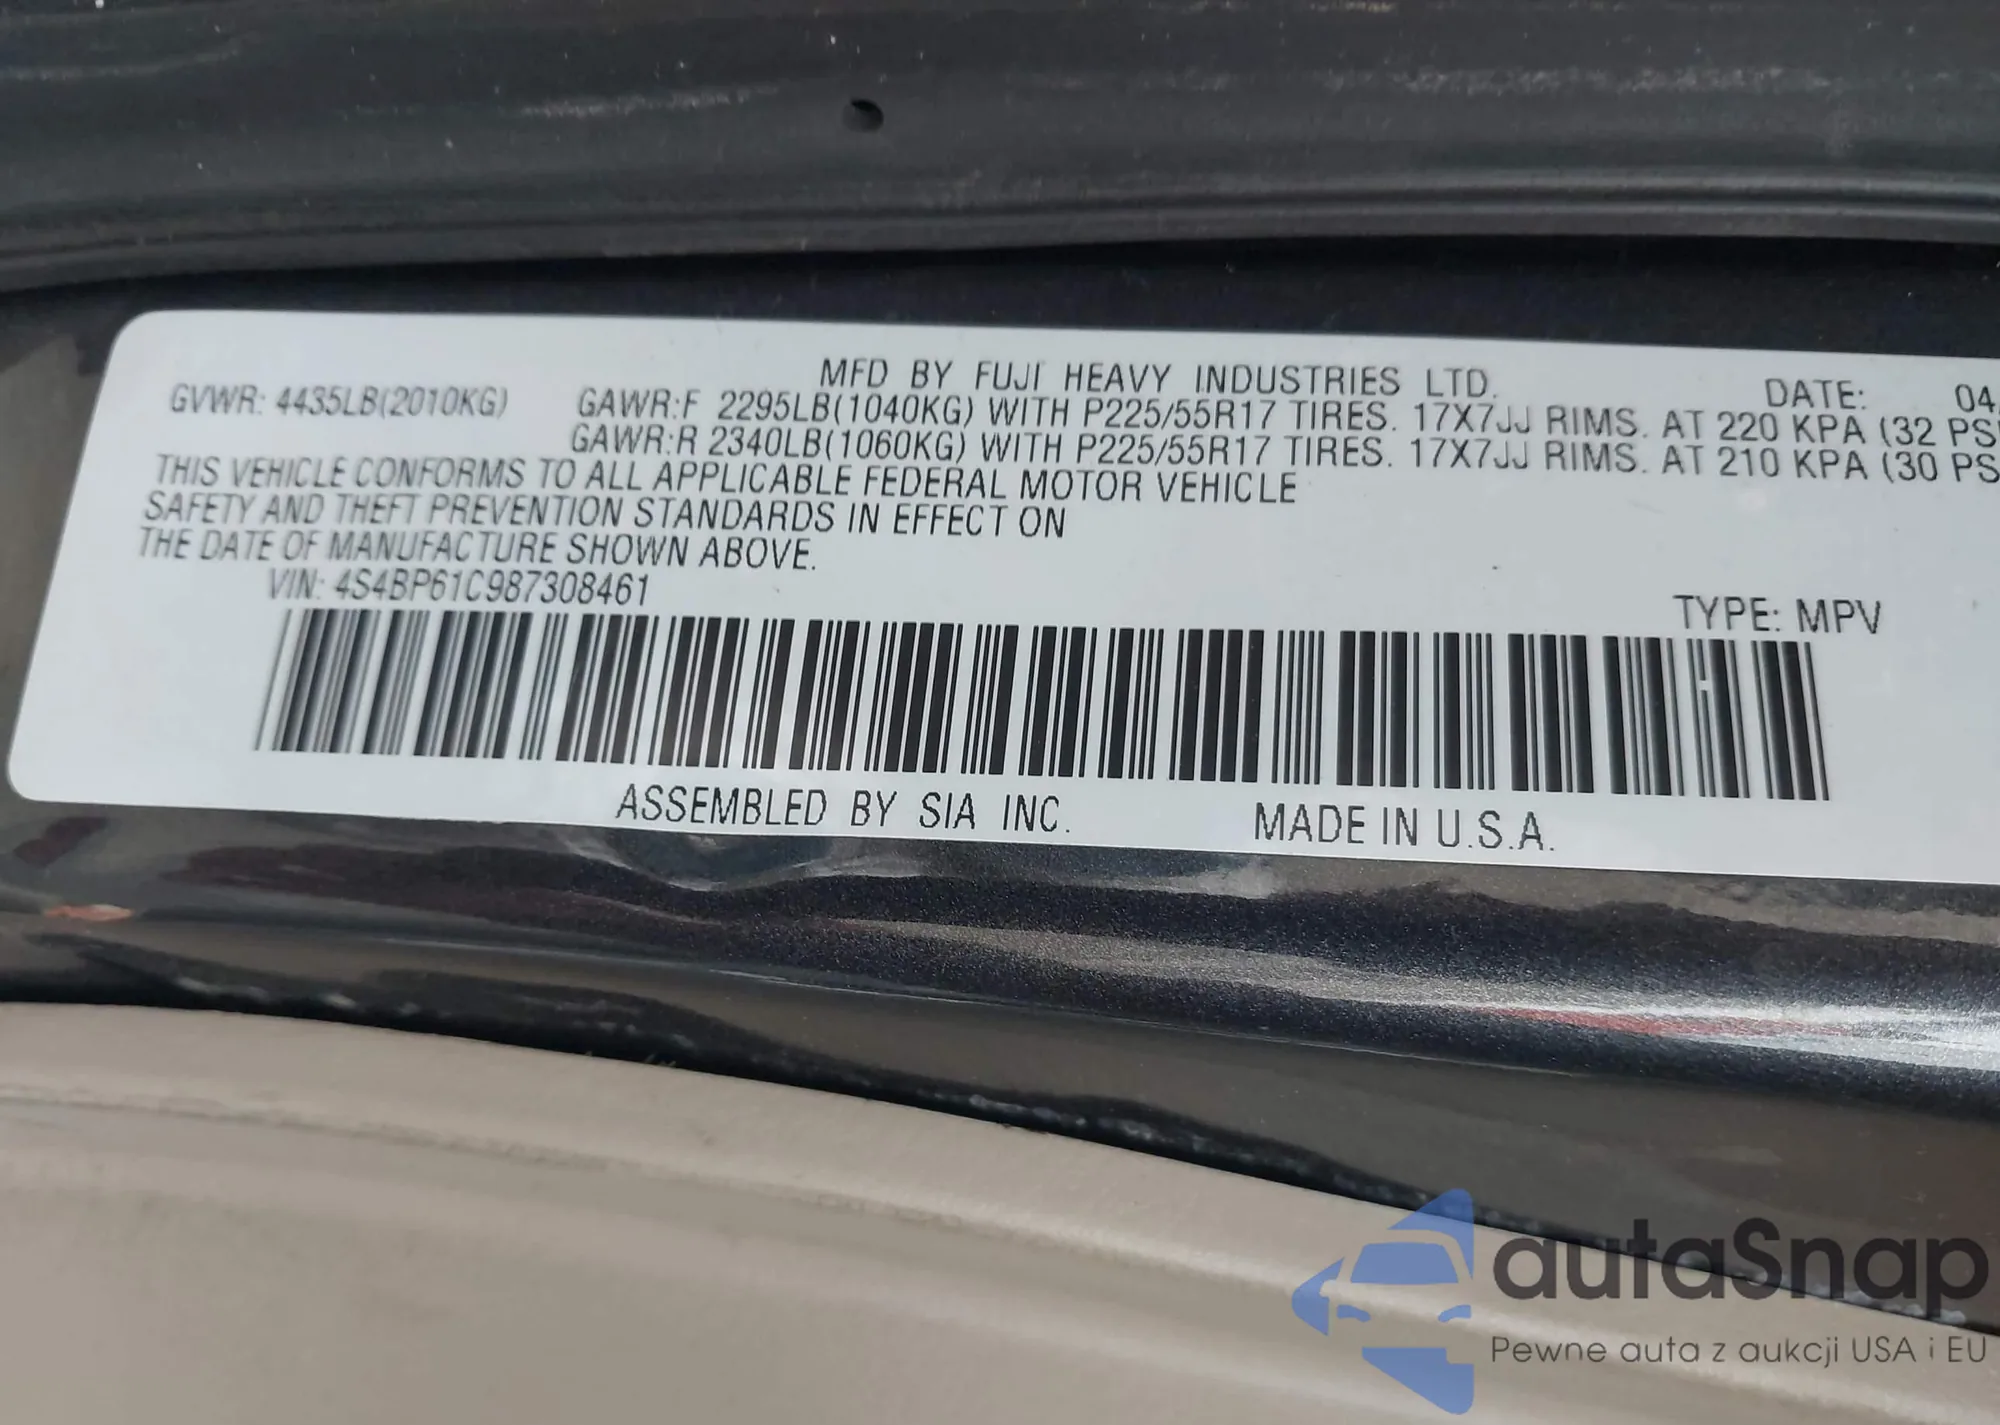 MFD BY FUJI HEAVY INDUSTRIES LTD. DATE: 04
GVWR: 4435LB(2010KG) GAWR:F 2295LB(1040KG) WITH P225/55R17 TIRES. 17X7JJ RIMS. AT 220 KPA (32 PS
GAWR:R 2340LB(1060KG) WITH P225/55R17 TIRES. 17X7JJ RIMS. AT 210 KPA (30 PS
THIS VEHICLE CONFORMS TO ALL APPLICABLE FEDERAL MOTOR VEHICLE
SAFETY AND THEFT PREVENTION STANDARDS IN EFFECT ON
THE DATE OF MANUFACTURE SHOWN ABOVE.
VIN: 4S4BP61C987308461
TYPE: MPV
ASSEMBLED BY SIA INC. MADE IN U.S.A.
autaSnap
Pewne auta z aukcji USA i EU